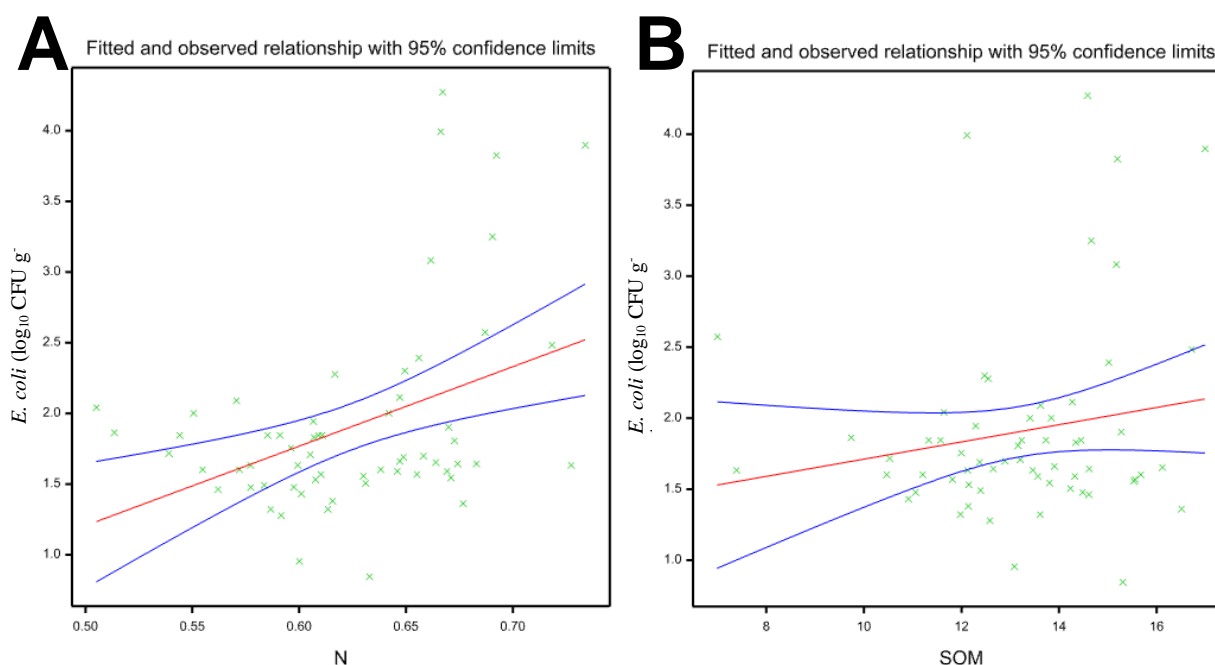 A
Fitted and observed relationship with 95% confidence limits
4.0
3.5
3.0
2.5
2.0
1.5
1.0
E. coli (log₁₀ CFU g⁻
0.50 0.55 0.60 0.65 0.70
N
B
Fitted and observed relationship with 95% confidence limits
4.0
3.5
3.0
2.5
2.0
1.5
1.0
E. coli (log₁₀ CFU g⁻
8 10 12 14 16
SOM